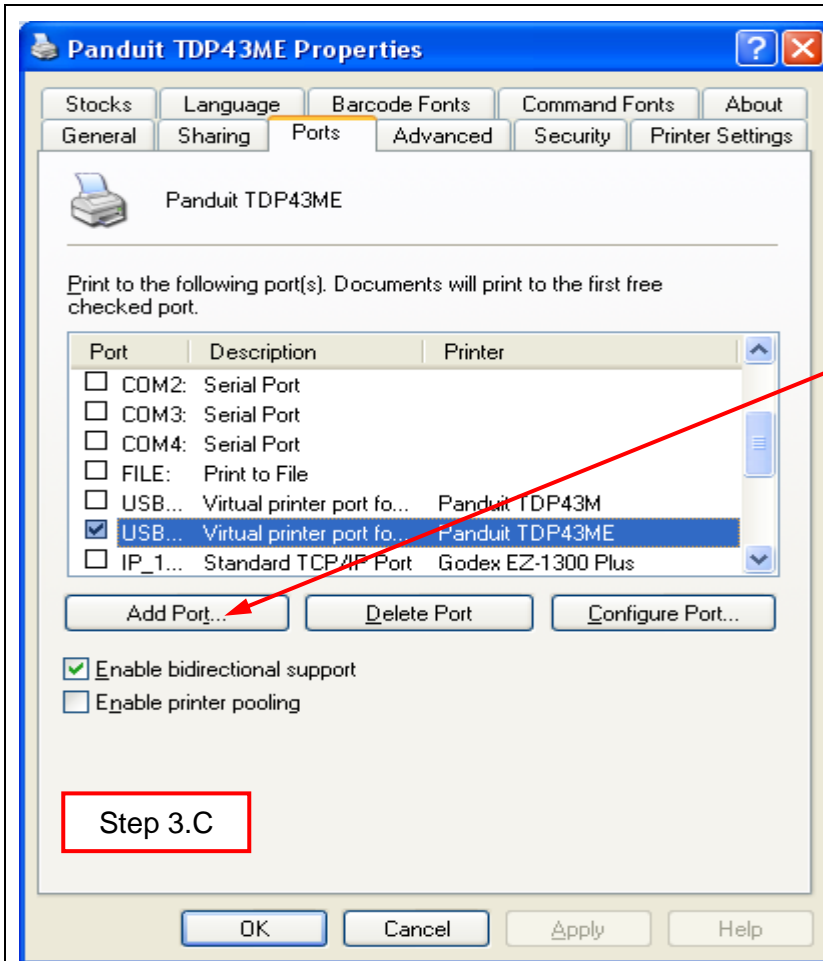 Panduit TDP43ME Properties
Stocks Language Barcode Fonts Command Fonts About
General Sharing Ports Advanced Security Printer Settings
Panduit TDP43ME
Print to the following port(s). Documents will print to the first free
checked port.
Port Description Printer
COM2: Serial Port
COM3: Serial Port
COM4: Serial Port
FILE: Print to File
USB... Virtual printer port fo... Panduit TDP43M
USB... Virtual printer port fo... Panduit TDP43ME
IP_1... Standard TCP/IP Port Godex EZ-1300 Plus
Add Port... Delete Port Configure Port...
Enable bidirectional support
Enable printer pooling
Step 3.C
OK Cancel Apply Help